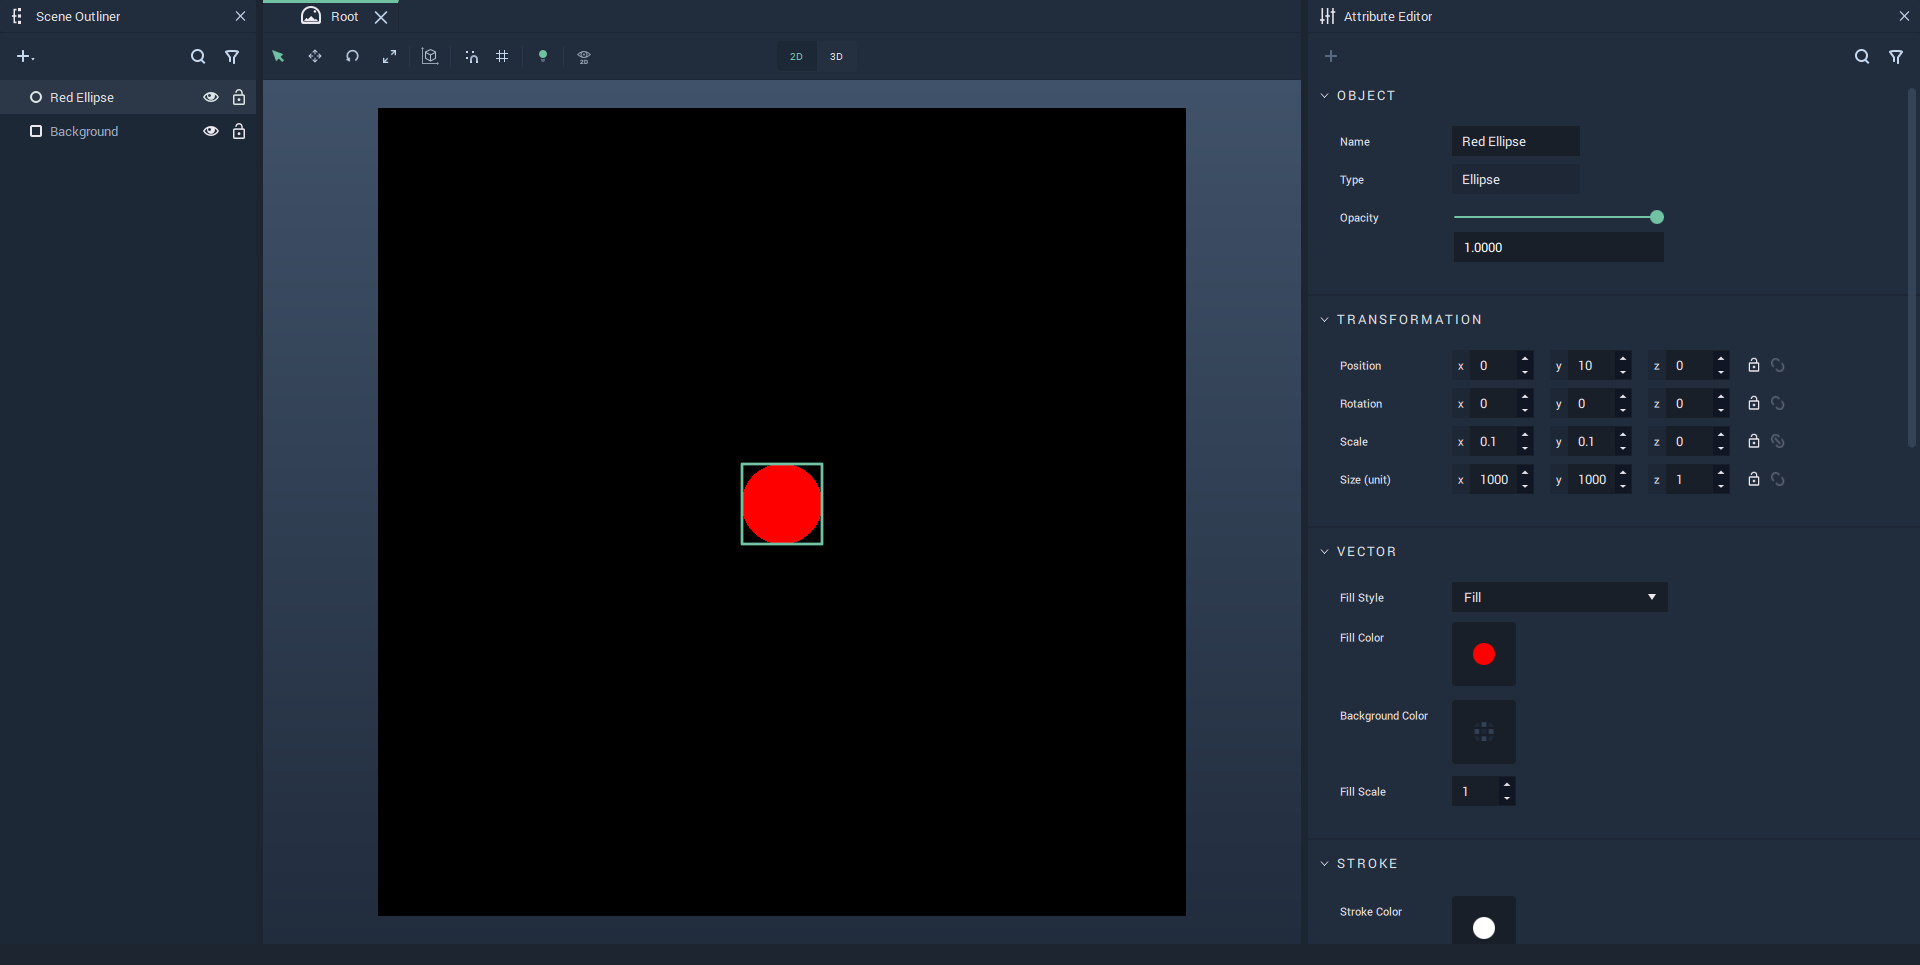 Scene Outliner
Red Ellipse
Background
Root
2D
2D 3D
Attribute Editor
OBJECT
Name Red Ellipse
Type Ellipse
Opacity
1.0000
TRANSFORMATION
Position x 0 y 10 z 0
Rotation x 0 y 0 z 0
Scale x 0.1 y 0.1 z 0
Size (unit) x 1000 y 1000 z 1
VECTOR
Fill Style Fill
Fill Color
Background Color
Fill Scale 1
STROKE
Stroke Color